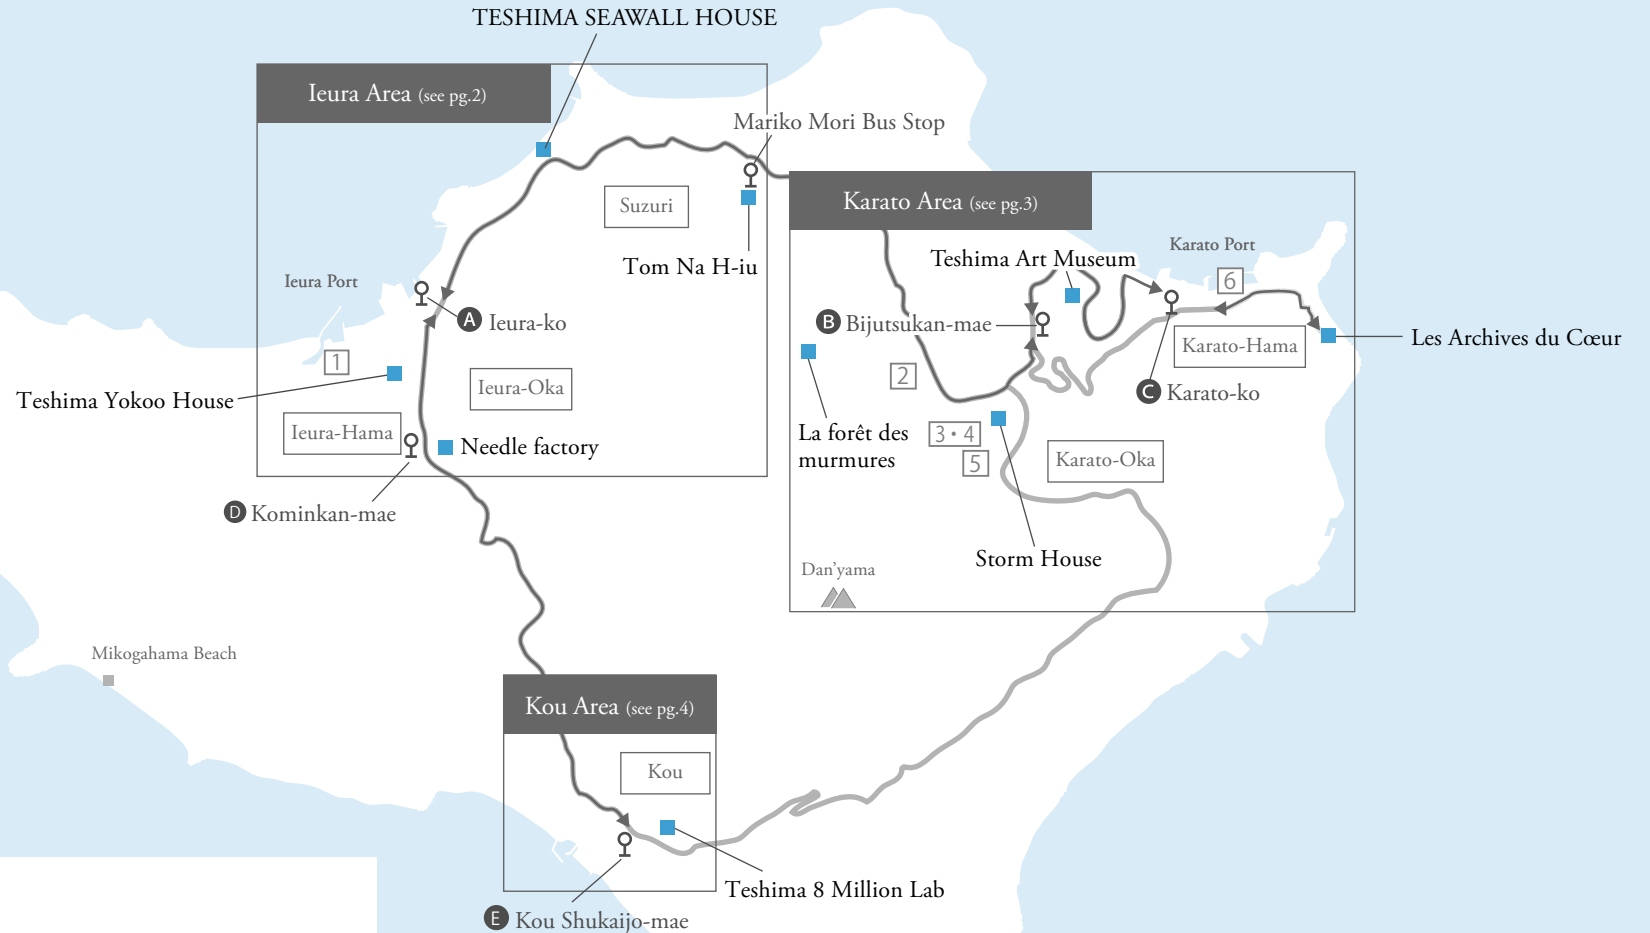 TESHIMA SEAWALL HOUSE
Ieura Area (see pg.2)
Mariko Mori Bus Stop
Suzuri
Karato Area (see pg.3)
Tom Na H-iu
Teshima Art Museum
Karato Port
Ieura Port
6
A Ieura-ko
B Bijutsukan-mae
Karato-Hama
Les Archives du Cœur
1
2
Ieura-Oka
C Karato-ko
Teshima Yokoo House
Ieura-Hama
Needle factory
La forêt des
murmures
3・4
5
Karato-Oka
D Kominkan-mae
Storm House
Dan’yama
Mikogahama Beach
Kou Area (see pg.4)
Kou
Teshima 8 Million Lab
E Kou Shukaijo-mae